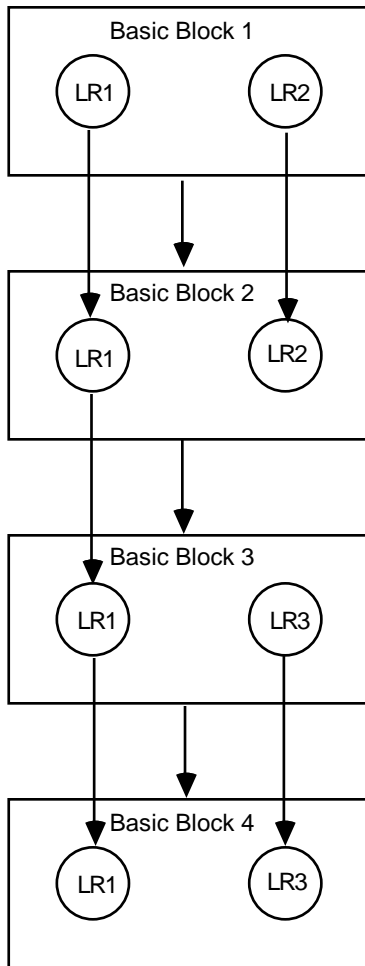 Basic Block 1
LR1 LR2
Basic Block 2
LR1 LR2
Basic Block 3
LR1 LR3
Basic Block 4
LR1 LR3